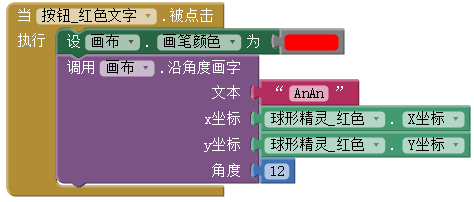 当 按钮_红色文字 . 被点击
执行 设 画布 . 画笔颜色 为
调用 画布 . 沿角度画字
文本 “ AnAn ”
x坐标 球形精灵_红色 . X坐标
y坐标 球形精灵_红色 . Y坐标
角度 12